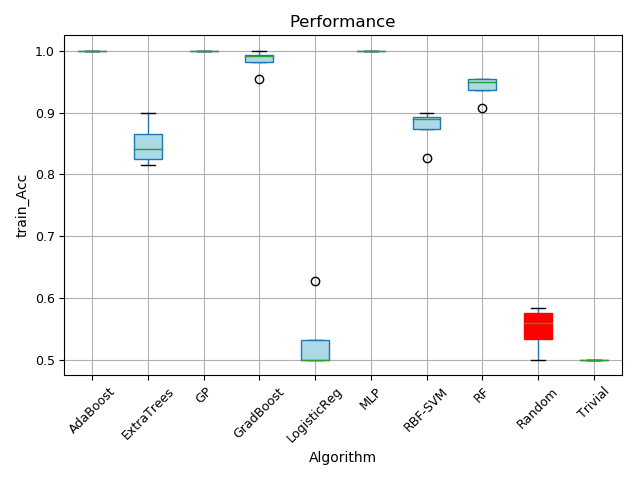 Performance
train_Acc
1.0
0.9
0.8
0.7
0.6
0.5
AdaBoost
ExtraTrees
GP
GradBoost
LogisticReg
MLP
RBF-SVM
RF
Random
Trivial
Algorithm